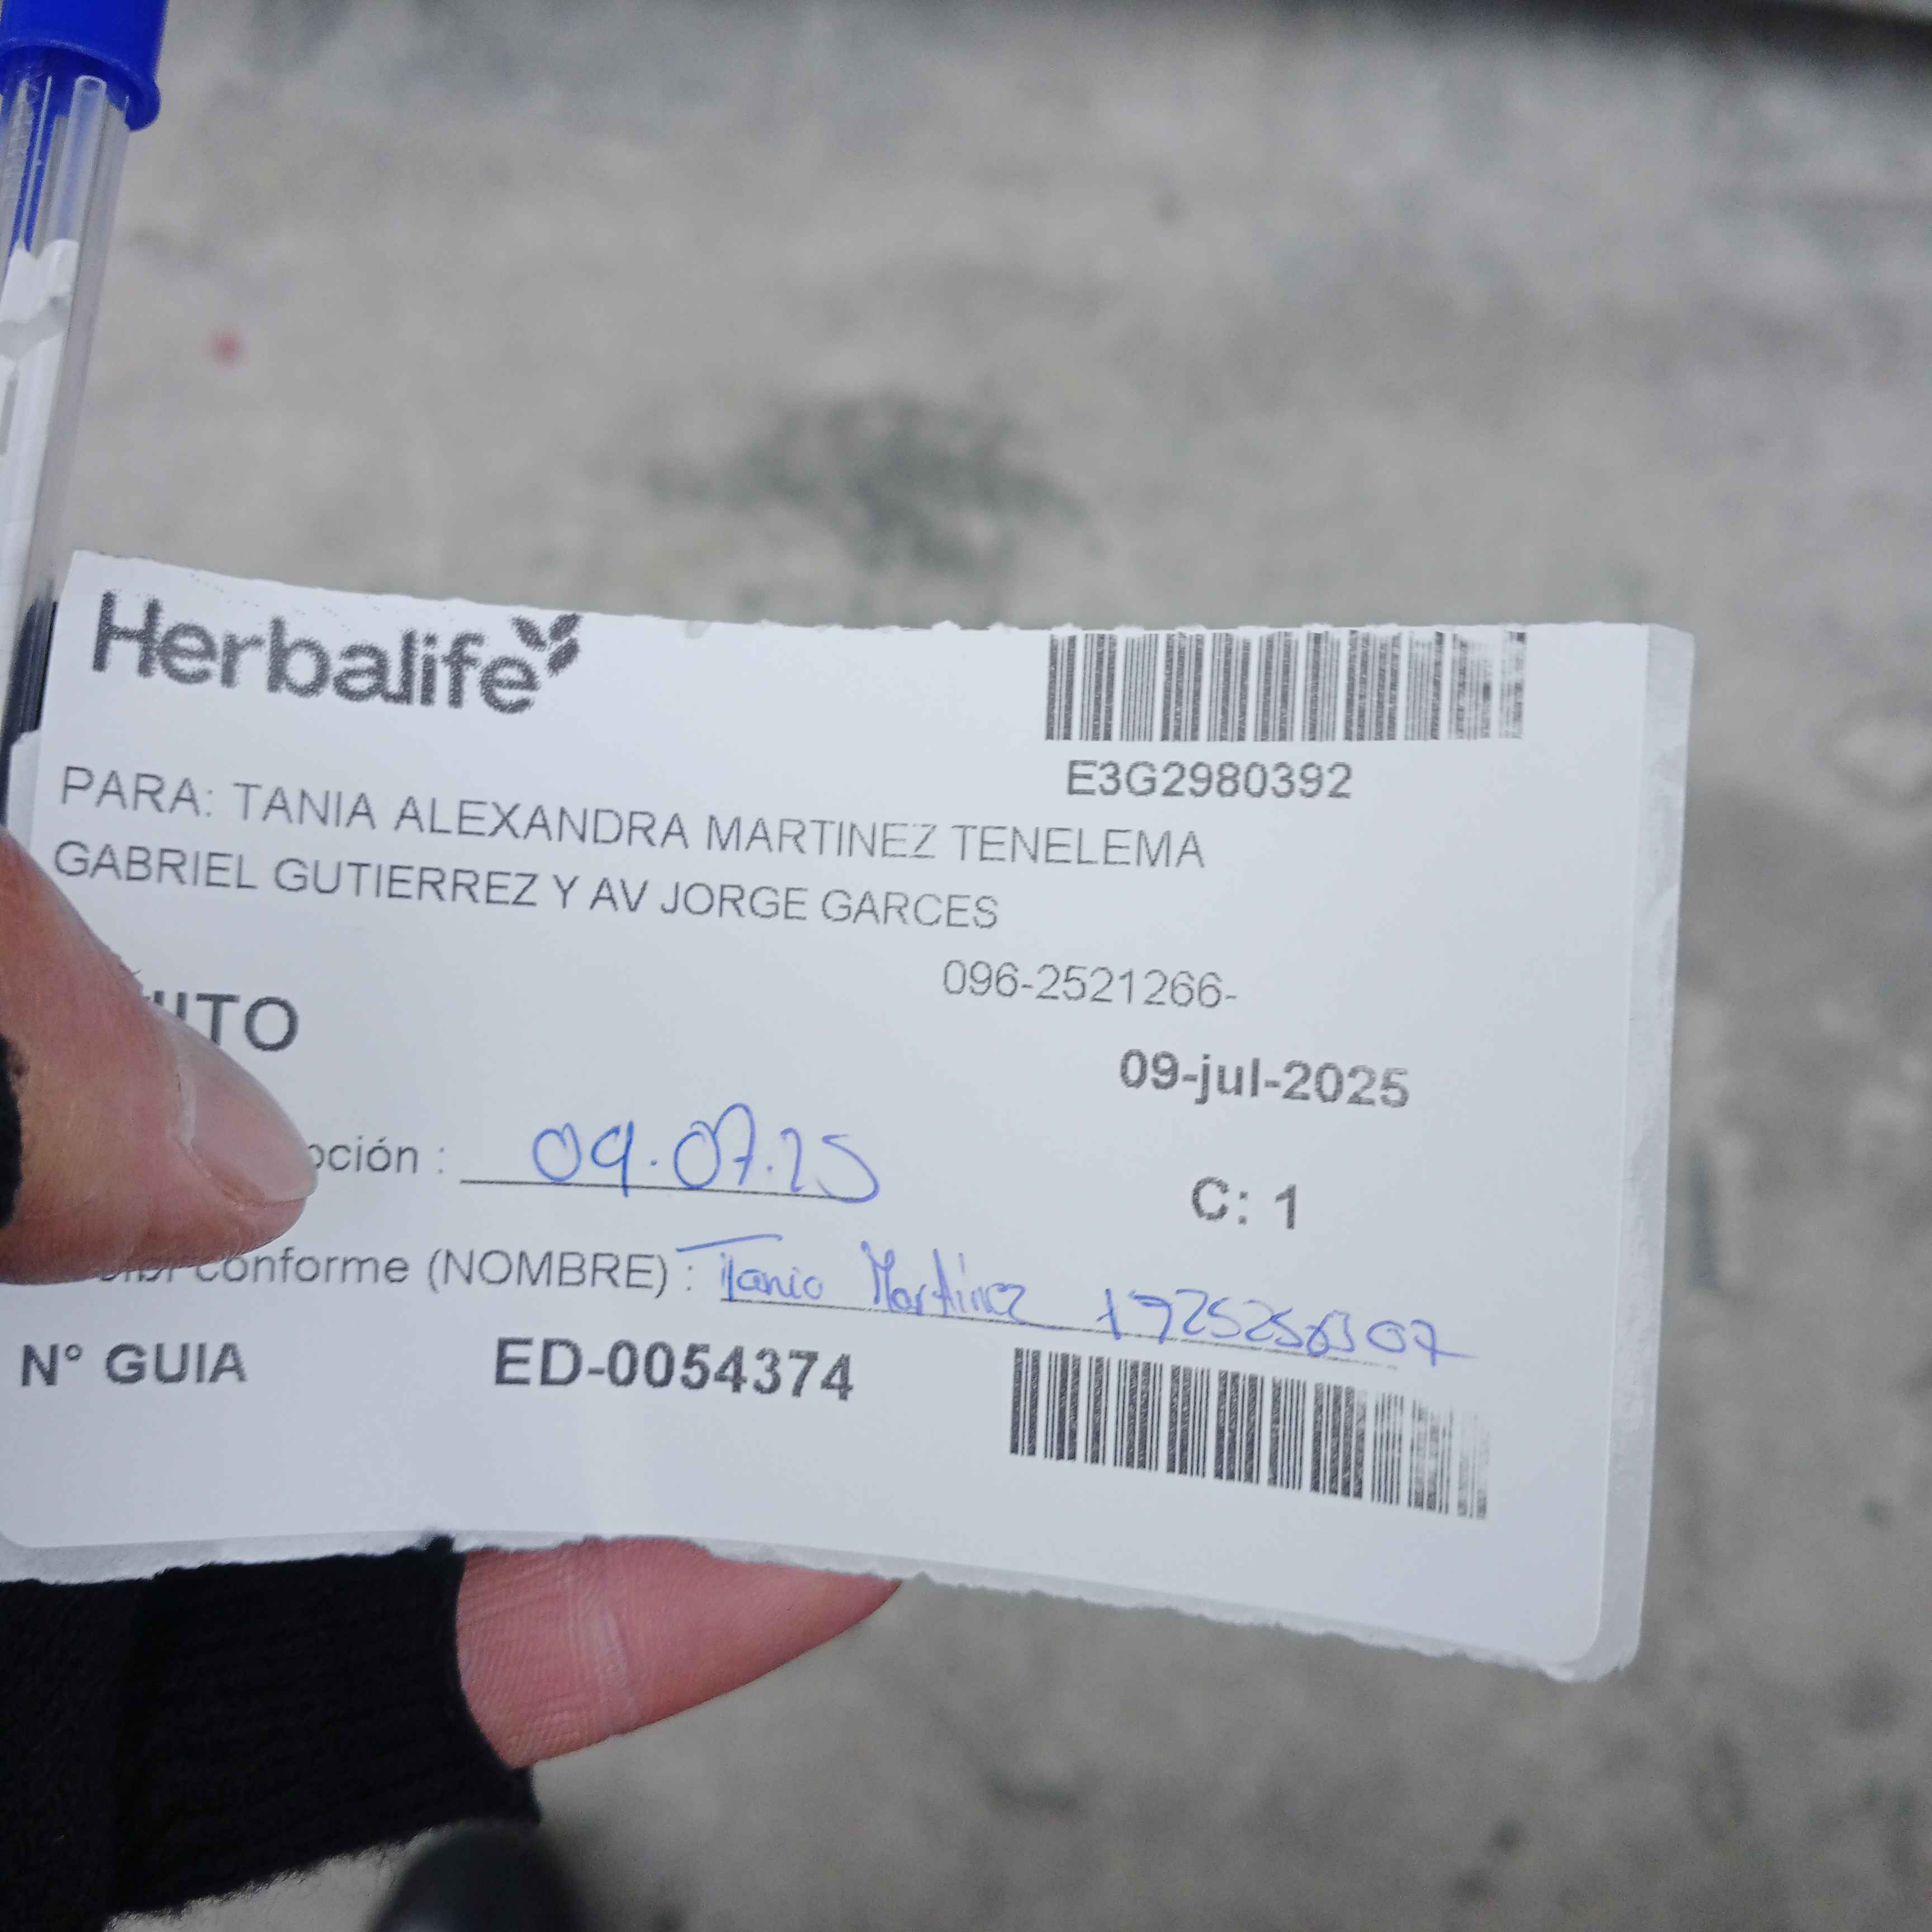 Herbalife
E3G2980392
PARA: TANIA ALEXANDRA MARTINEZ TENELEMA
GABRIEL GUTIERREZ Y AV JORGE GARCES
096-2521266-
09-jul-2025
09.07.25
C: 1
conforme (NOMBRE) : Tania Martinez
N° GUIA ED-0054374